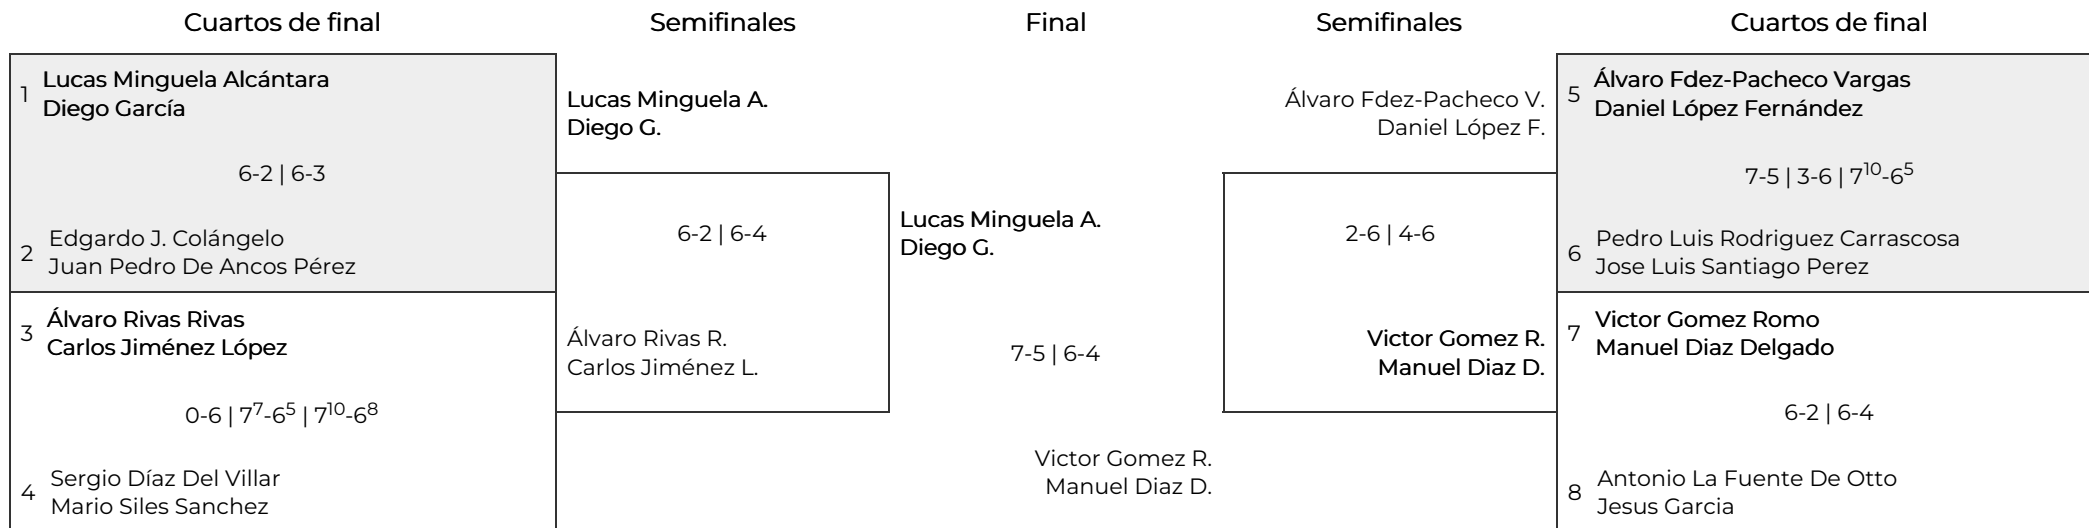 Cuartos de final
Semifinales
Final
Semifinales
Cuartos de final
1
Lucas Minguela Alcántara
Diego García
6-2 | 6-3
2
Edgardo J. Colángelo
Juan Pedro De Ancos Pérez
3
Álvaro Rivas Rivas
Carlos Jiménez López
0-6 | 7⁷-6⁵ | 7¹⁰-6⁸
4
Sergio Díaz Del Villar
Mario Siles Sanchez
Lucas Minguela A.
Diego G.
6-2 | 6-4
Álvaro Rivas R.
Carlos Jiménez L.
Lucas Minguela A.
Diego G.
7-5 | 6-4
Victor Gomez R.
Manuel Diaz D.
Álvaro Fdez-Pacheco V.
Daniel López F.
2-6 | 4-6
Victor Gomez R.
Manuel Diaz D.
5
Álvaro Fdez-Pacheco Vargas
Daniel López Fernández
7-5 | 3-6 | 7¹⁰-6⁵
6
Pedro Luis Rodriguez Carrascosa
Jose Luis Santiago Perez
7
Victor Gomez Romo
Manuel Diaz Delgado
6-2 | 6-4
8
Antonio La Fuente De Otto
Jesus Garcia